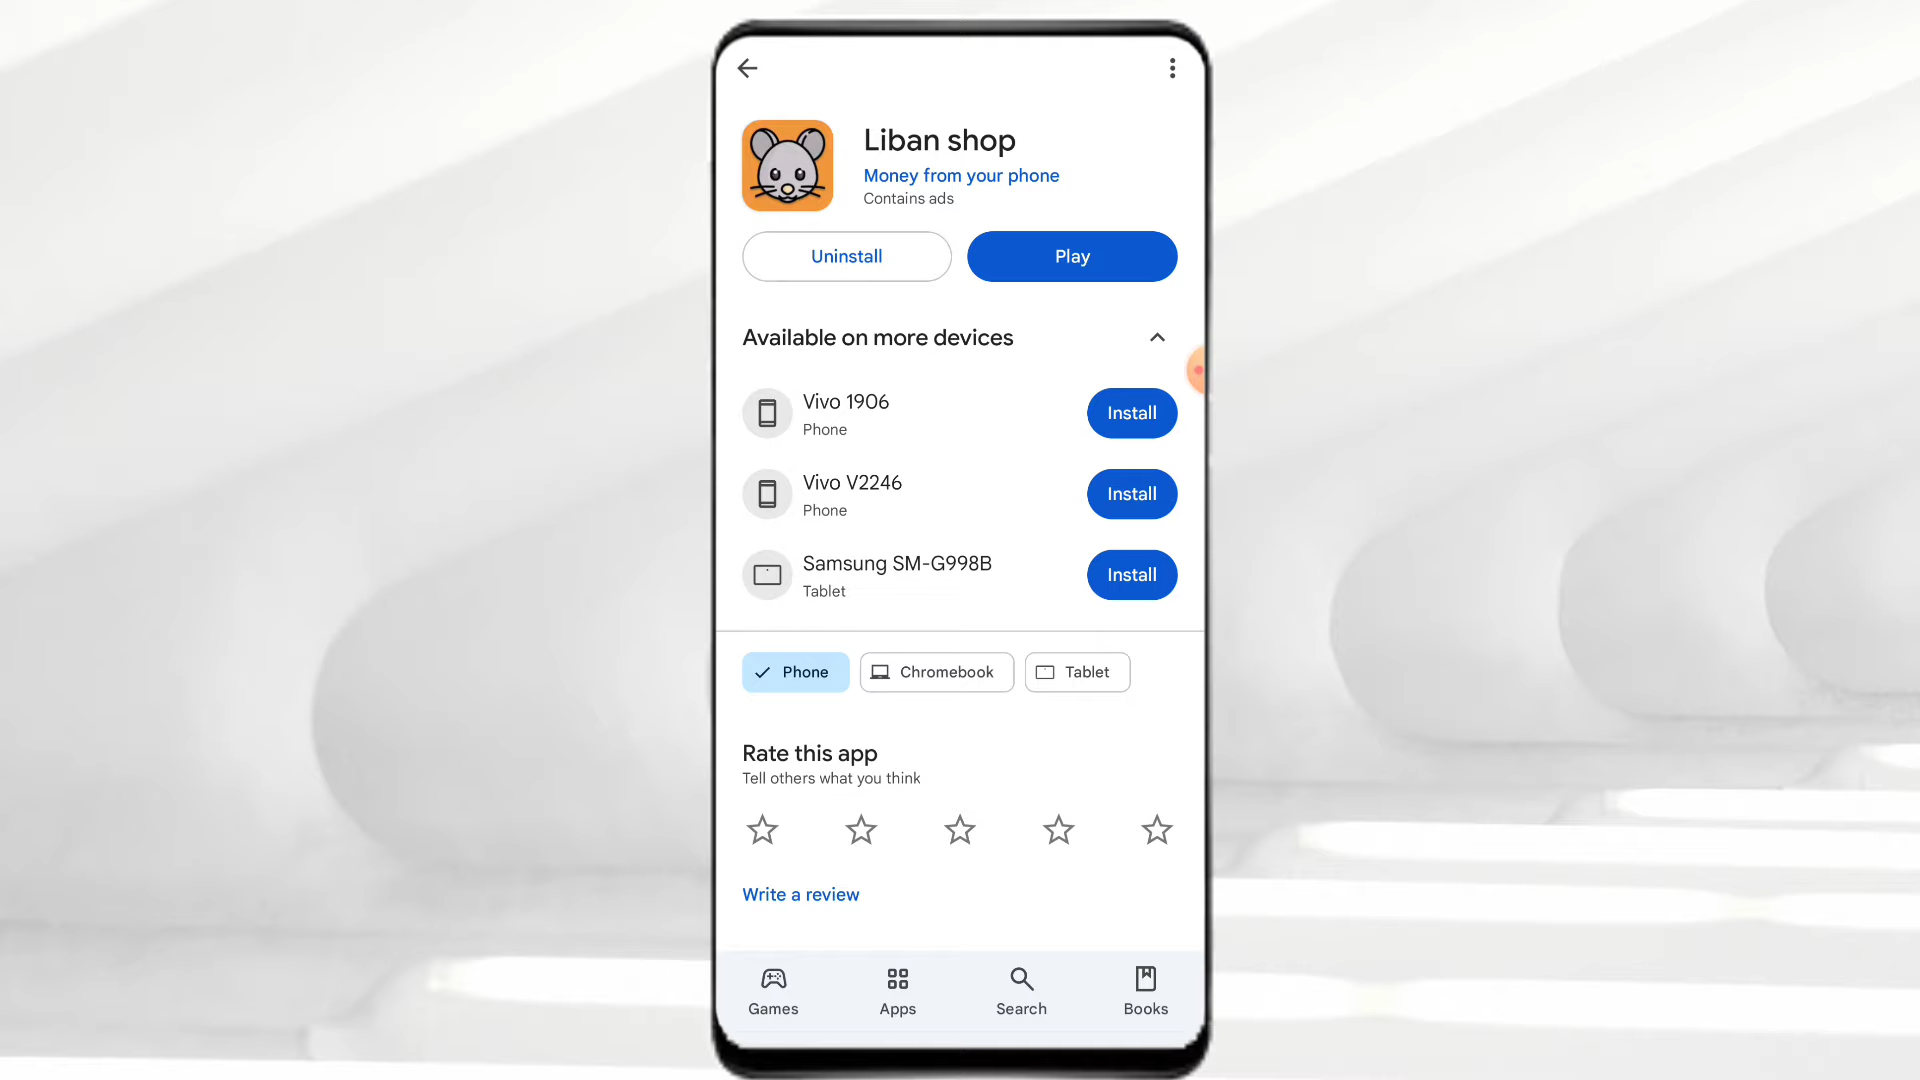 Liban shop
Money from your phone
Contains ads
Uninstall
Play
Available on more devices
Vivo 1906
Phone
Install
Vivo V2246
Phone
Install
Samsung SM-G998B
Tablet
Install
Phone
Chromebook
Tablet
Rate this app
Tell others what you think
Write a review
Games
Apps
Search
Books